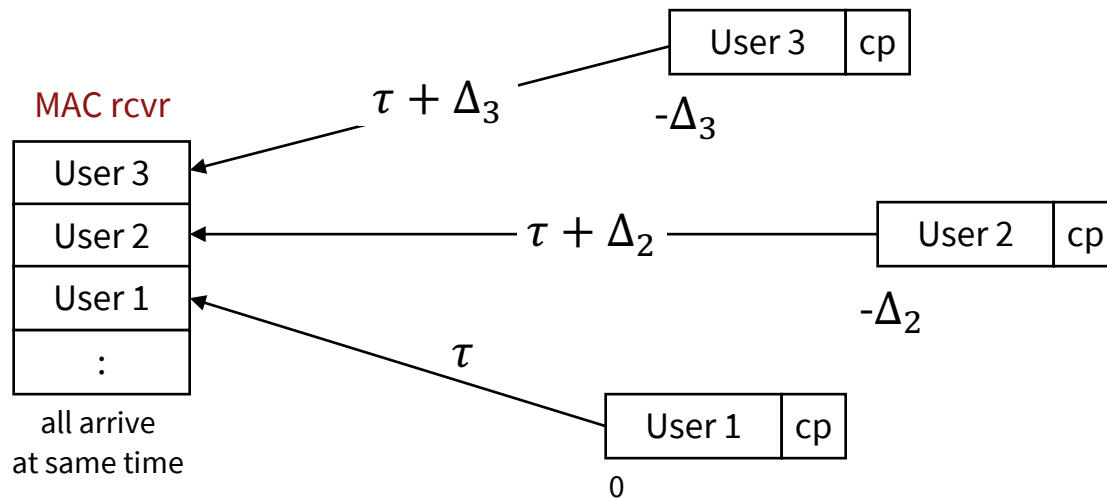 User 3 cp
τ + Δ₃
-Δ₃
MAC rcvr
User 3
User 2
User 1
:
all arrive
at same time
τ + Δ₂
User 2 cp
-Δ₂
τ
User 1 cp
0